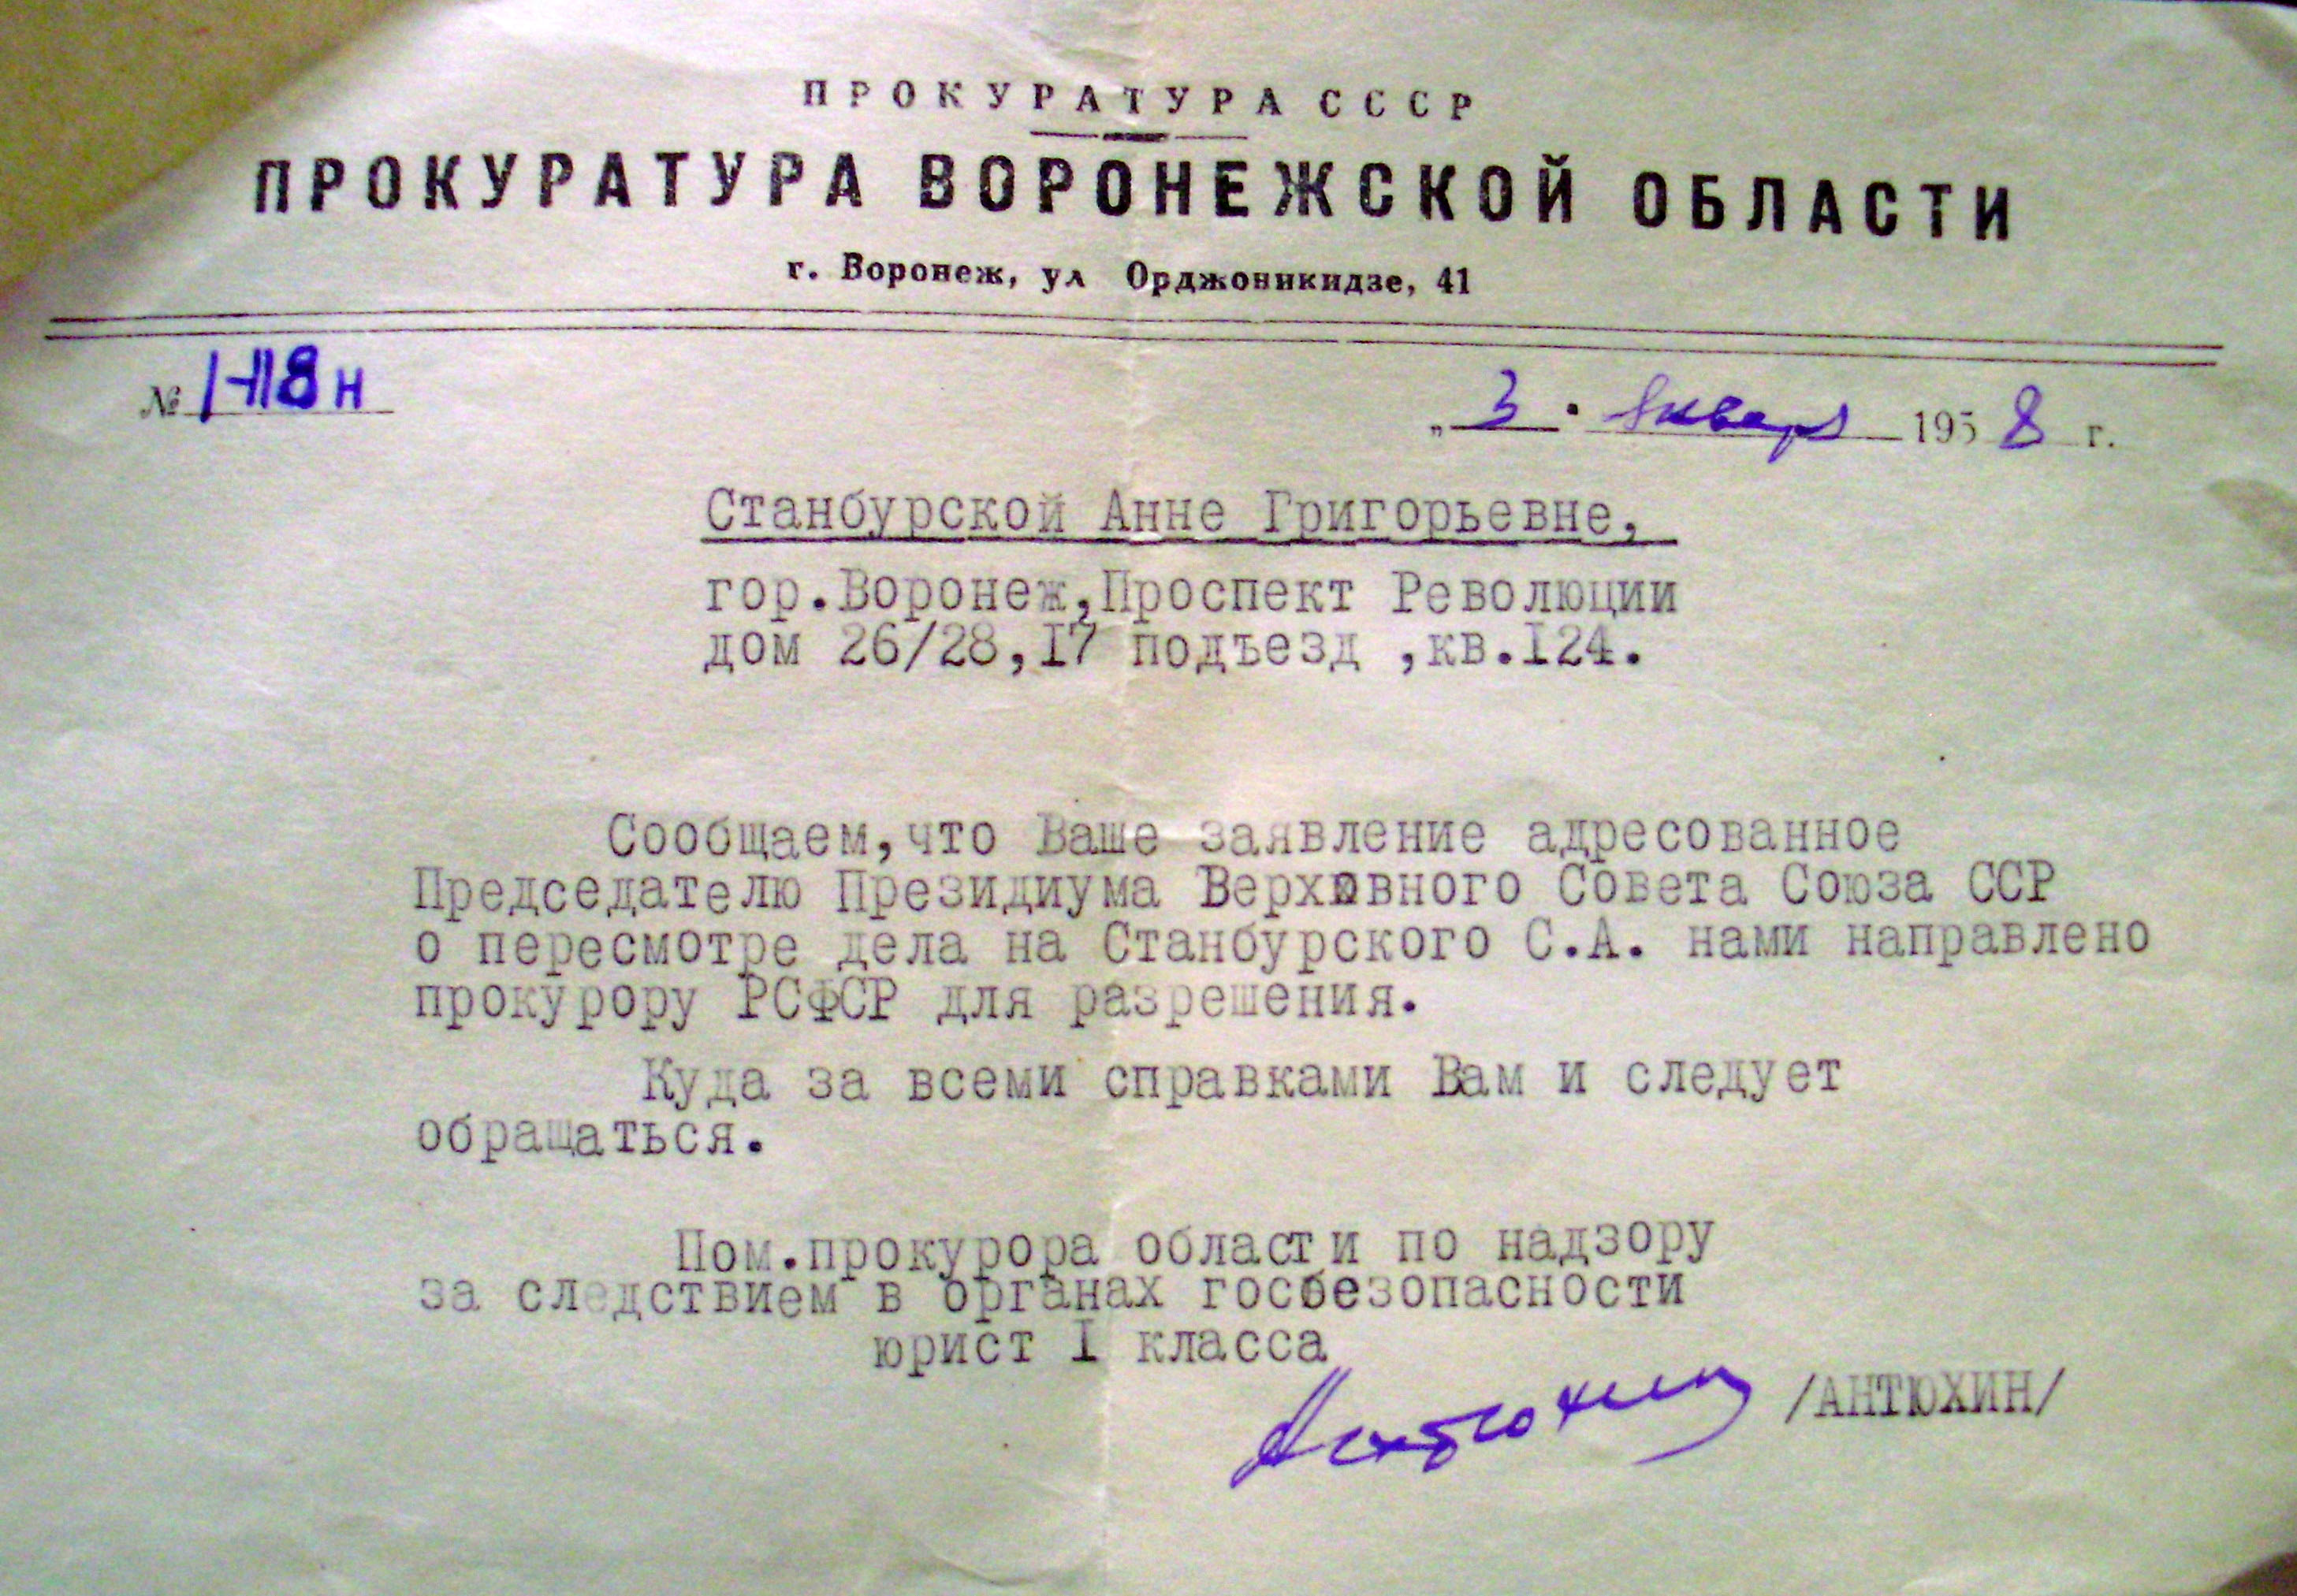 ПРОКУРАТУРА СССР
ПРОКУРАТУРА ВОРОНЕЖСКОЙ ОБЛАСТИ
г. Воронеж, ул Орджоникидзе, 41
№ 1-118н
„3" января 1958 г.
Станбурской Анне Григорьевне,
гор.Воронеж,Проспект Революции
дом 26/28,17 подъезд ,кв.124.
Сообщаем,что Ваше заявление адресованное
Председателю Президиума Верховного Совета Союза ССР
о пересмотре дела на Станбурского С.А. нами направлено
прокурору РСФСР для разрешения.
Куда за всеми справками Вам и следует
обращаться.
Пом.прокурора области по надзору
за следствием в органах госбезопасности
юрист I класса
Антюхин /АНТЮХИН/